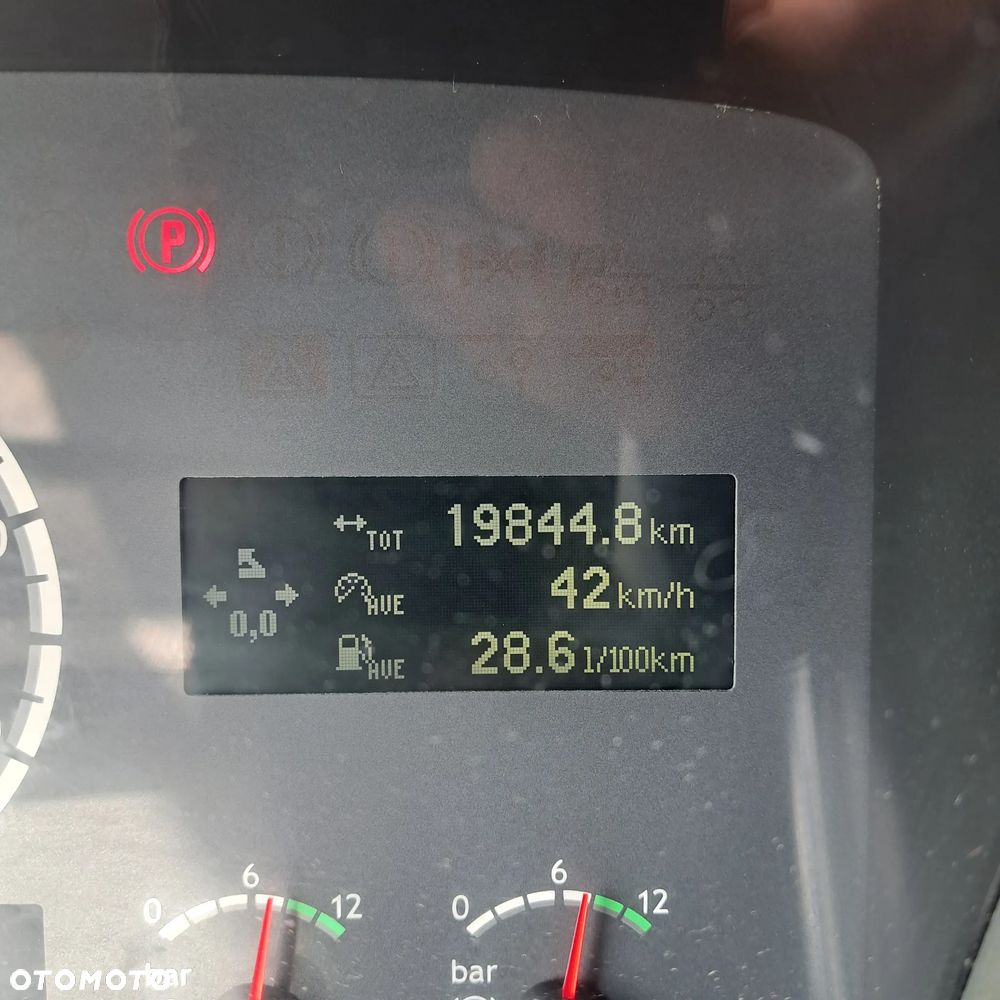 P
TOT 19844.8 km
AVE 42 km/h
0,0
AVE 28.6 l/100km
0 6 12
0 6 12
bar
bar
OTOMOTO